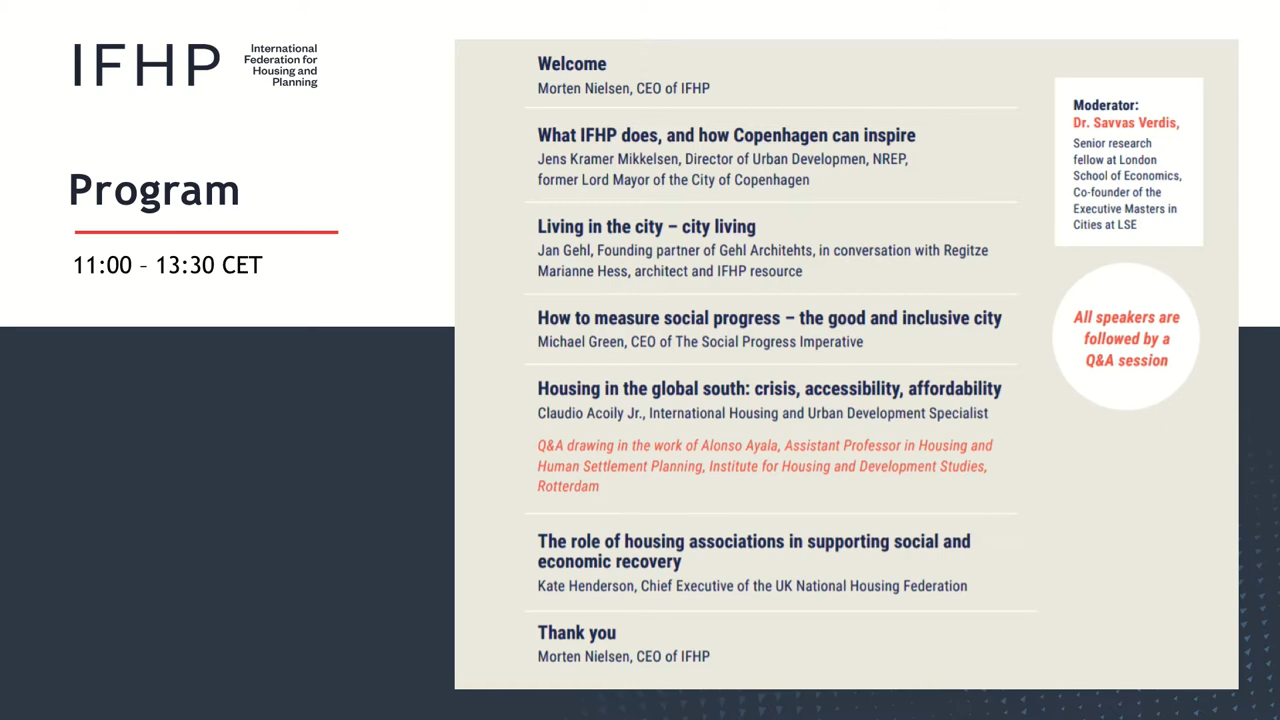 IFHP
International
Federation for
Housing and
Planning
Program
11:00 - 13:30 CET
Welcome
Morten Nielsen, CEO of IFHP
What IFHP does, and how Copenhagen can inspire
Jens Kramer Mikkelsen, Director of Urban Developmen, NREP,
former Lord Mayor of the City of Copenhagen
Living in the city – city living
Jan Gehl, Founding partner of Gehl Architehts, in conversation with Regitze
Marianne Hess, architect and IFHP resource
How to measure social progress – the good and inclusive city
Michael Green, CEO of The Social Progress Imperative
Housing in the global south: crisis, accessibility, affordability
Claudio Acoily Jr., International Housing and Urban Development Specialist
Q&A drawing in the work of Alonso Ayala, Assistant Professor in Housing and
Human Settlement Planning, Institute for Housing and Development Studies,
Rotterdam
The role of housing associations in supporting social and
economic recovery
Kate Henderson, Chief Executive of the UK National Housing Federation
Thank you
Morten Nielsen, CEO of IFHP
Moderator:
Dr. Savvas Verdis,
Senior research
fellow at London
School of Economics,
Co-founder of the
Executive Masters in
Cities at LSE
All speakers are
followed by a
Q&A session